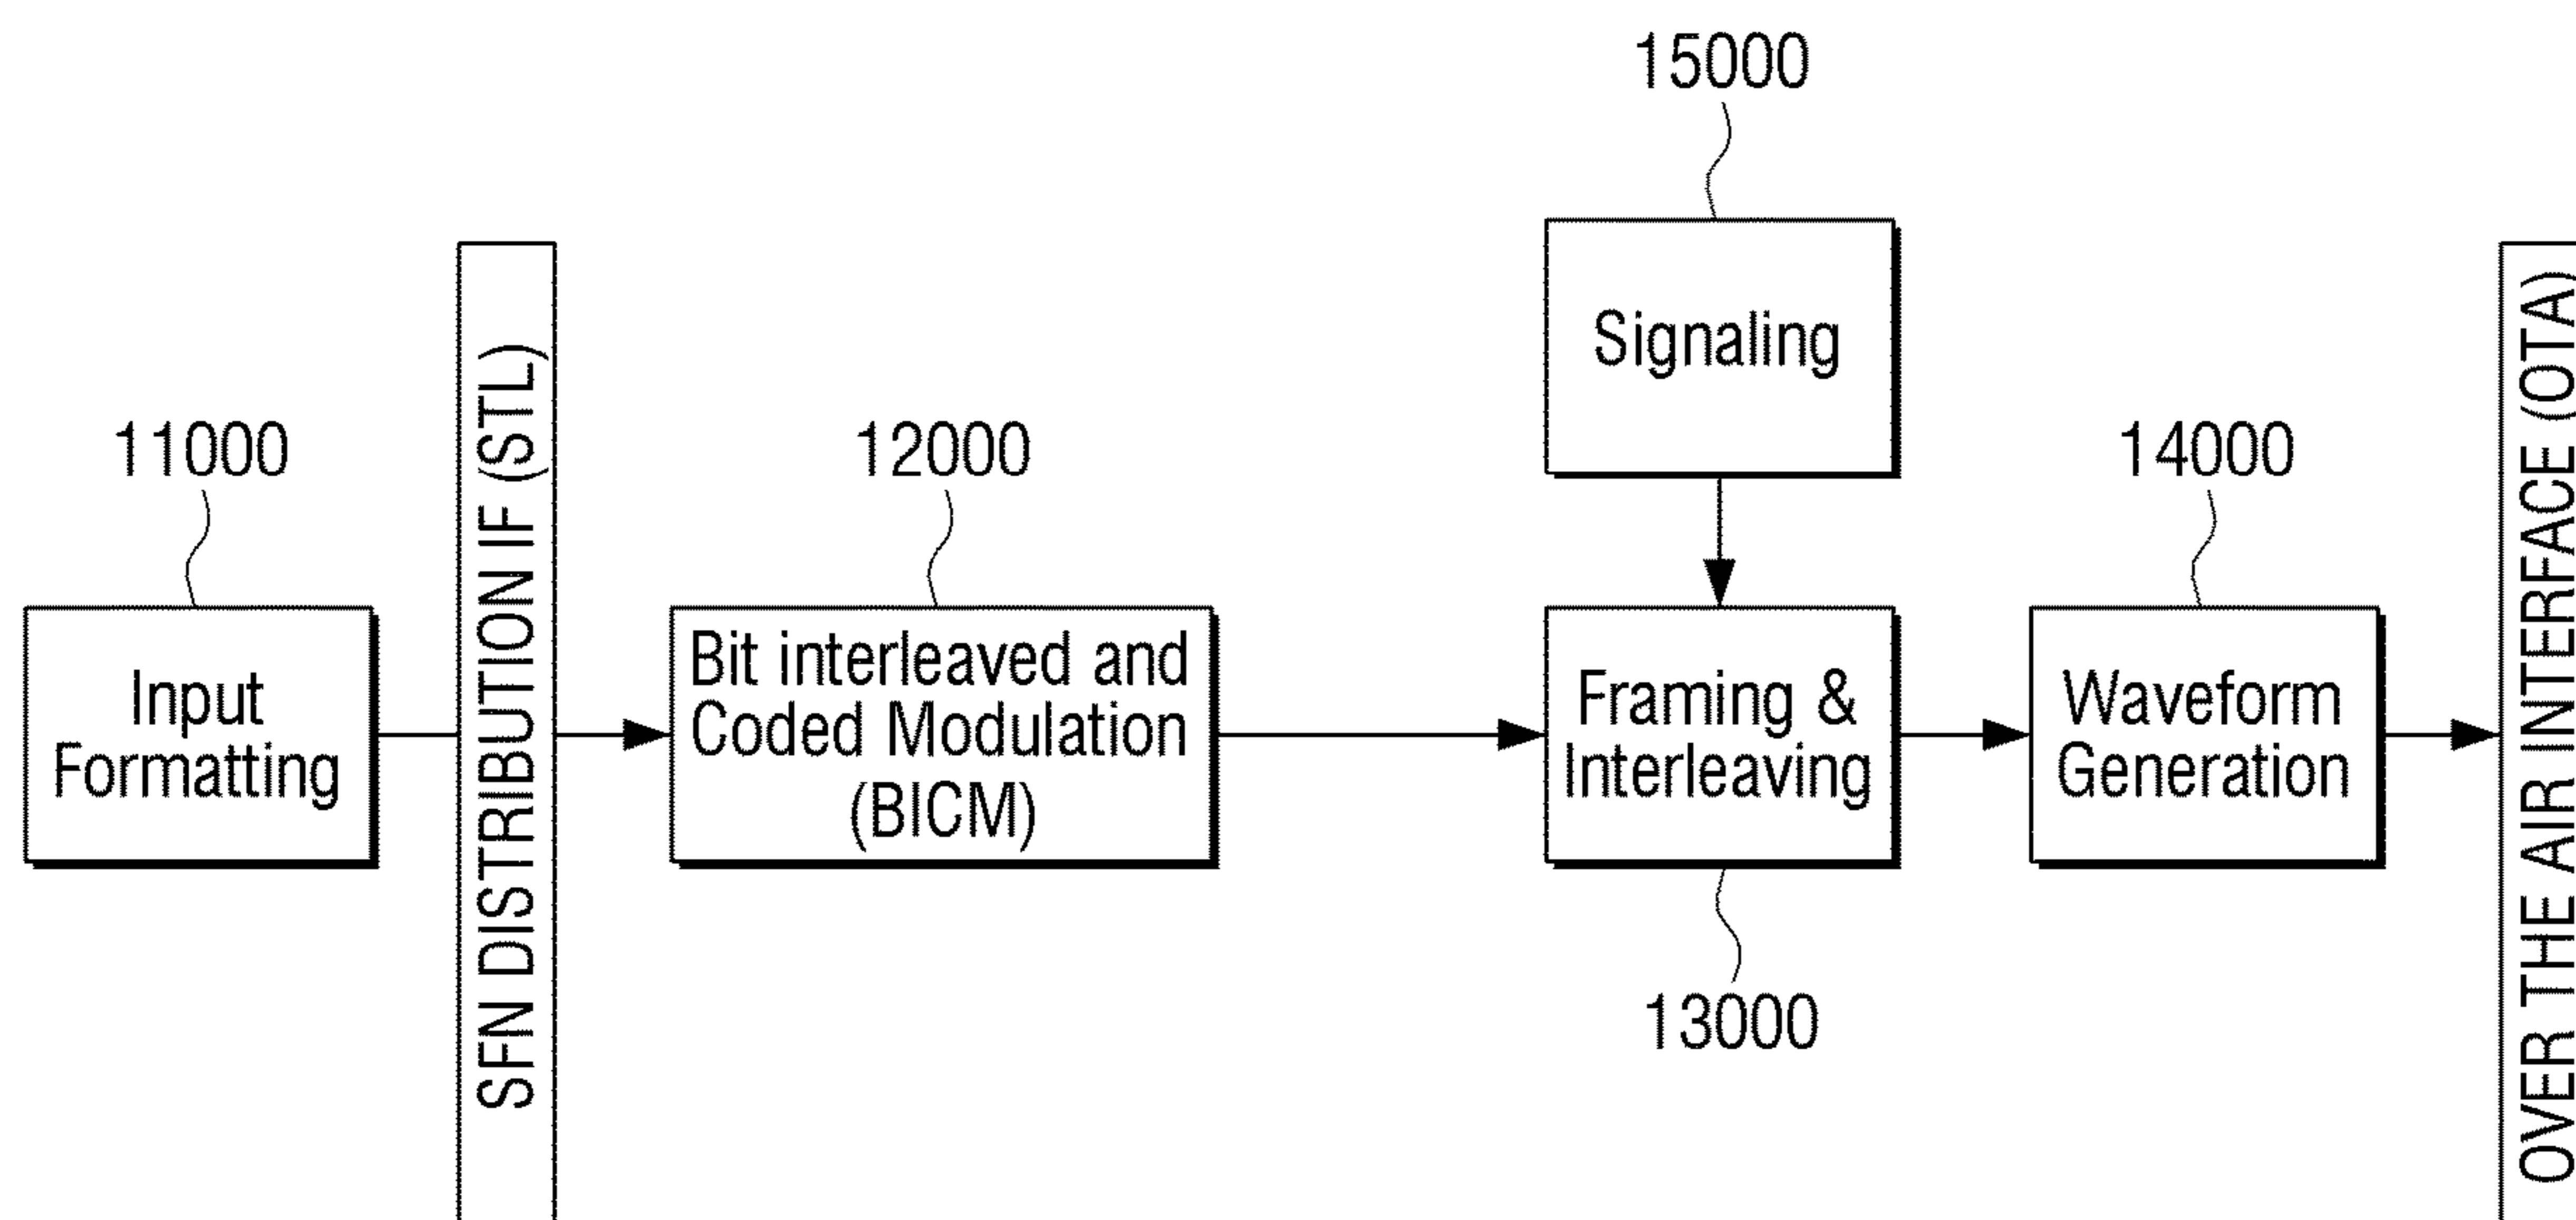 15000
Signaling
11000
Input
Formatting
SFN DISTRIBUTION IF (STL)
12000
Bit interleaved and
Coded Modulation
(BICM)
Framing &
Interleaving
13000
14000
Waveform
Generation
OVER THE AIR INTERFACE (OTA)